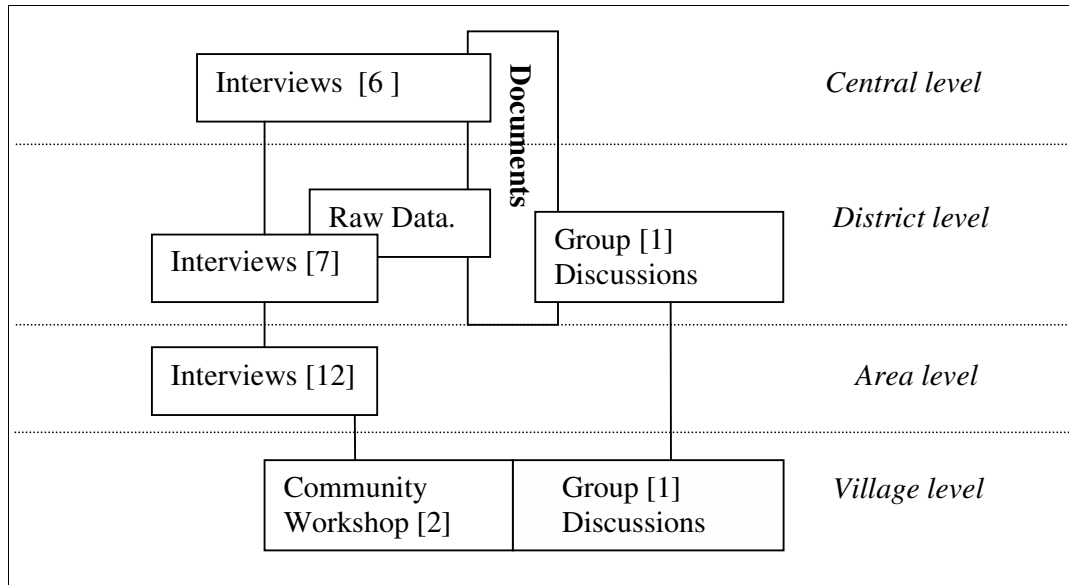 Interviews [6 ]
Documents
Central level
Raw Data.
District level
Group [1]
Discussions
Interviews [7]
Interviews [12]
Area level
Community
Workshop [2]
Group [1]
Discussions
Village level